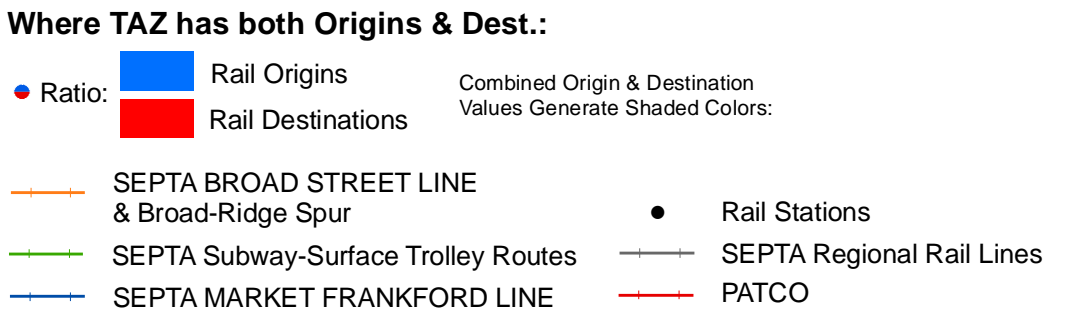 Where TAZ has both Origins & Dest.:
Ratio:
Rail Origins
Rail Destinations
Combined Origin & Destination
Values Generate Shaded Colors:
SEPTA BROAD STREET LINE
& Broad-Ridge Spur
SEPTA Subway-Surface Trolley Routes
SEPTA MARKET FRANKFORD LINE
Rail Stations
SEPTA Regional Rail Lines
PATCO